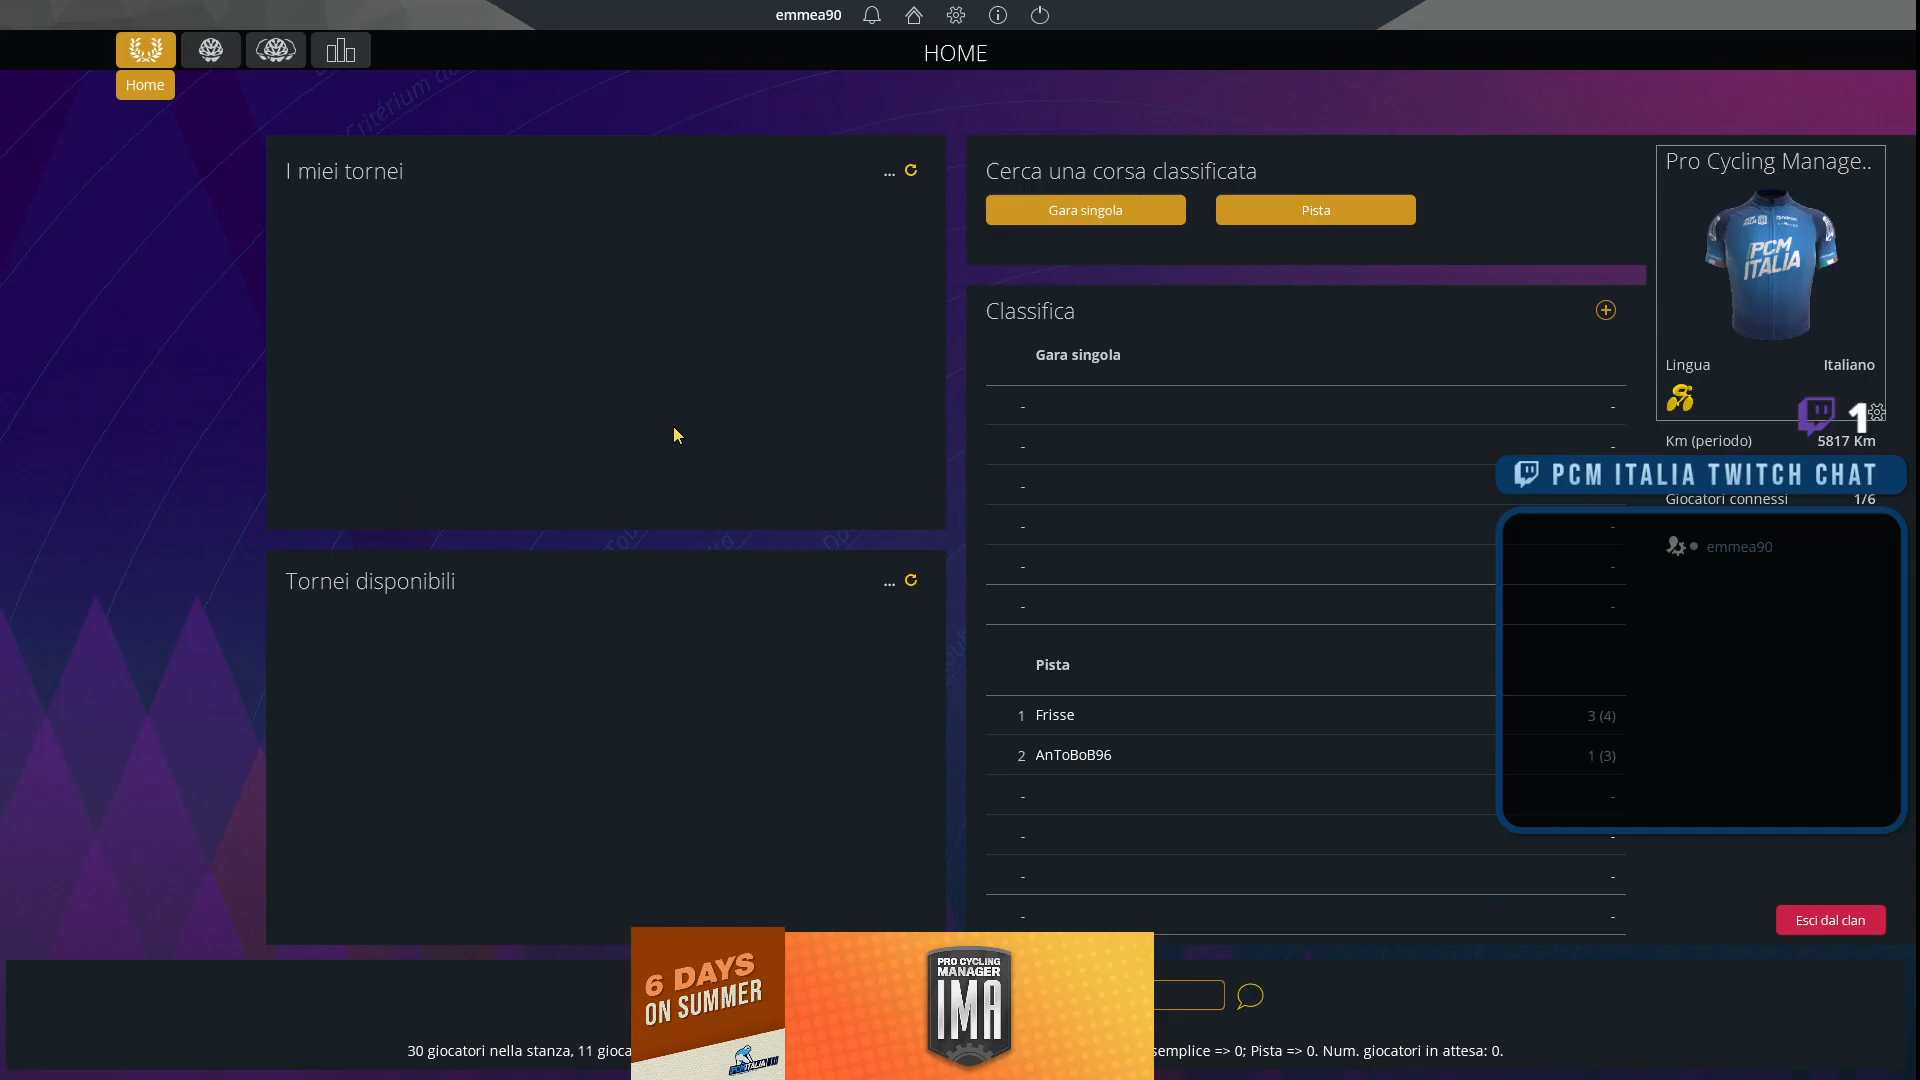 emmea90
HOME
Home
I miei tornei
...
Cerca una corsa classificata
Gara singola
Pista
Pro Cycling Manage..
PCM
ITALIA
Lingua
Italiano
1
Km (periodo)
5817 Km
PCM ITALIA TWITCH CHAT
Giocatori connessi
1/6
emmea90
Classifica
Gara singola
- -
- -
- -
- -
- -
- -
Pista
1 Frisse 3 (4)
2 AnToBoB96 1 (3)
- -
- -
- -
- -
Tornei disponibili
...
Esci dal clan
6 DAYS
ON SUMMER
PRO CYCLING
MANAGER
IMA
30 giocatori nella stanza, 11 gioca
semplice => 0; Pista => 0. Num. giocatori in attesa: 0.